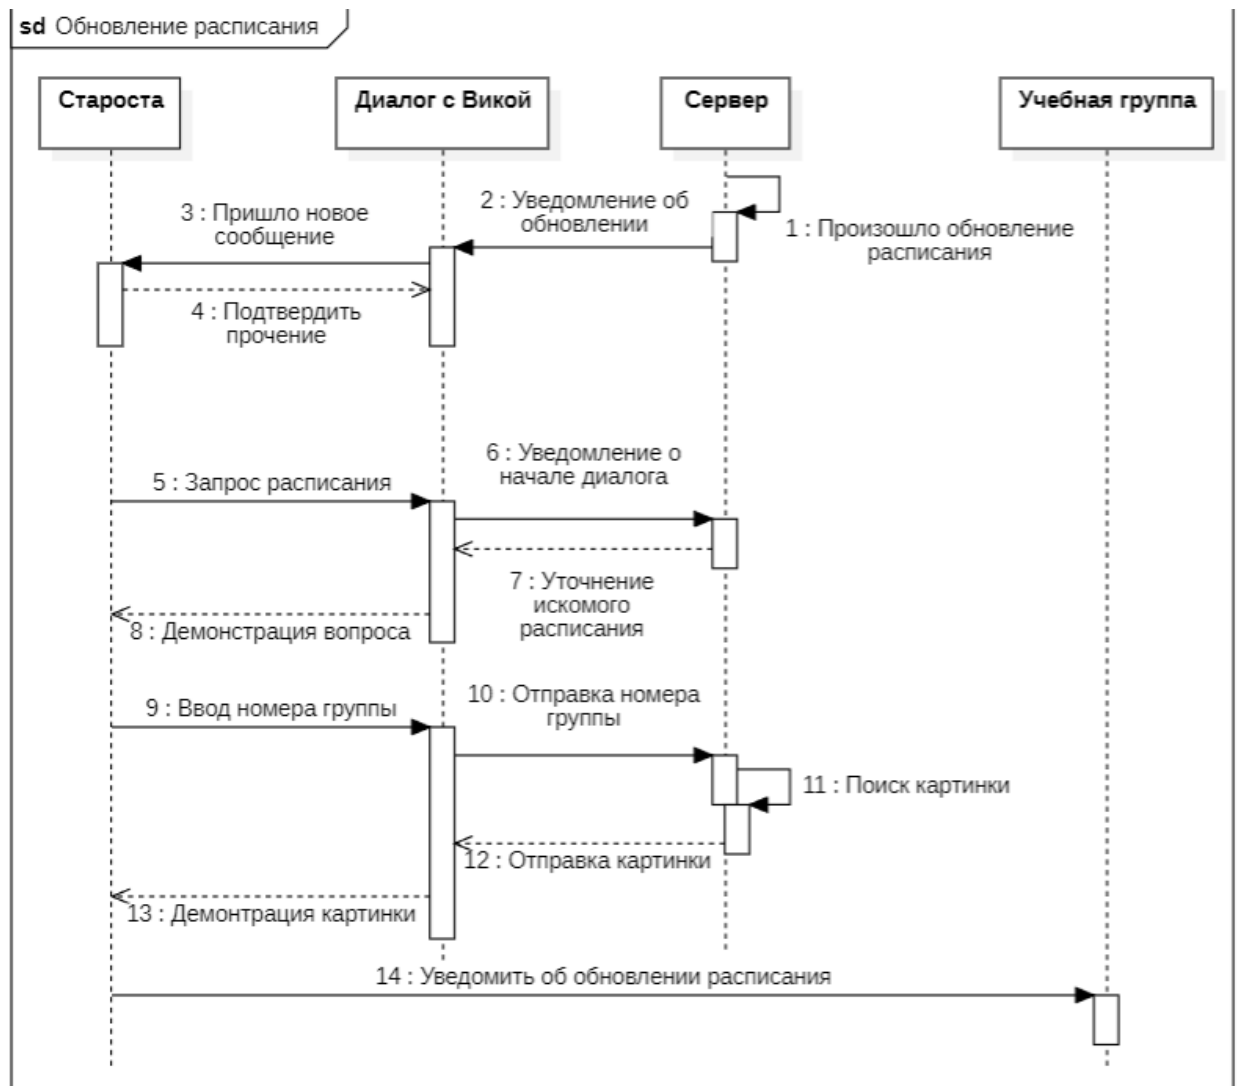 sd Обновление расписания
Староста
Диалог с Викой
Сервер
Учебная группа
1 : Произошло обновление
расписания
2 : Уведомление об
обновлении
3 : Пришло новое
сообщение
4 : Подтвердить
прочение
5 : Запрос расписания
6 : Уведомление о
начале диалога
7 : Уточнение
искомого
расписания
8 : Демонстрация вопроса
9 : Ввод номера группы
10 : Отправка номера
группы
11 : Поиск картинки
12 : Отправка картинки
13 : Демонтрация картинки
14 : Уведомить об обновлении расписания